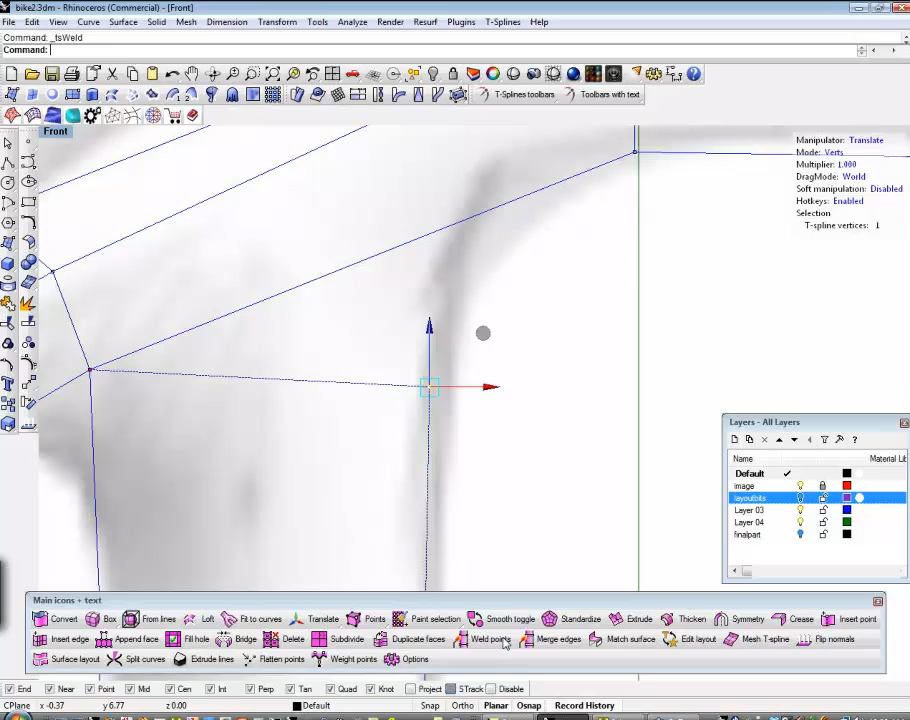 bike2.3dm - Rhinoceros (Commercial) - [Front]
File Edit View Curve Surface Solid Mesh Dimension Transform Tools Analyze Render Resurf Plugins T-Splines Help
Command: _tsWeld
Command:
T-Splines toolbars Toolbars with text
Front
Manipulator: Translate
Mode: Verts
Multiplier: 1.000
DragMode: World
Soft manipulation: Disabled
Hotkeys: Enabled
Selection
T-spline vertices: 1
Layers - All Layers
Name Material Lib
Default
image
layoutbits
Layer 03
Layer 04
finalpart
Main icons + text
Convert Box From lines Loft Fit to curves Translate Points Paint selection Smooth toggle Standardize Extrude Thicken Symmetry Crease Insert point
Insert edge Append face Fill hole Bridge Delete Subdivide Duplicate faces Weld points Merge edges Match surface Edit layout Mesh T-spline Flip normals
Surface layout Split curves Extrude lines Flatten points Weight points Options
End Near Point Mid Cen Int Perp Tan Quad Knot Project STrack Disable
CPlane x -0.37 y 6.77 z 0.00 Default Snap Ortho Planar Osnap Record History